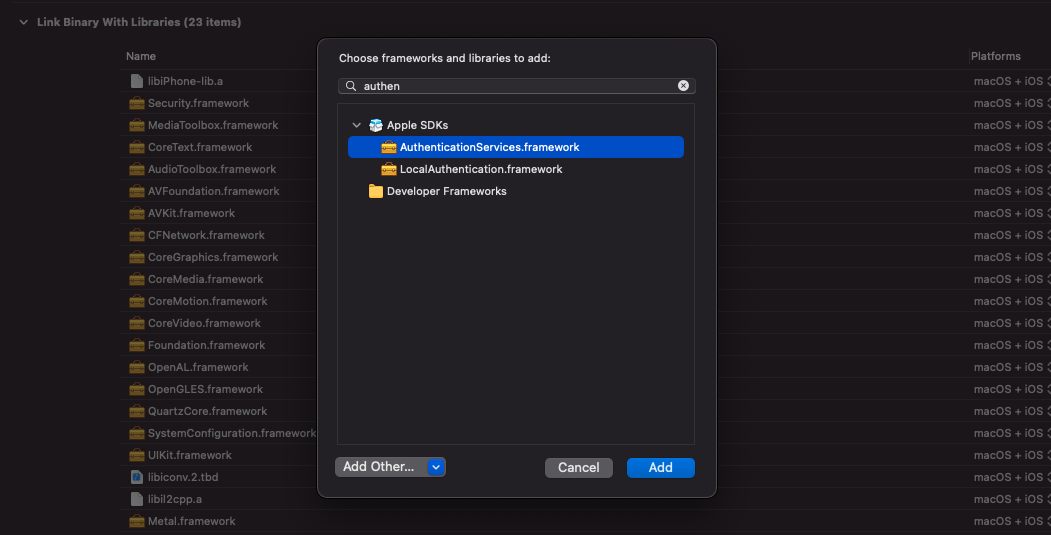 Link Binary With Libraries (23 items)
Name
Platforms
libiPhone-lib.a
macOS + iOS
Security.framework
macOS + iOS
MediaToolbox.framework
macOS + iOS
CoreText.framework
macOS + iOS
AudioToolbox.framework
macOS + iOS
AVFoundation.framework
macOS + iOS
AVKit.framework
macOS + iOS
CFNetwork.framework
macOS + iOS
CoreGraphics.framework
macOS + iOS
CoreMedia.framework
macOS + iOS
CoreMotion.framework
macOS + iOS
CoreVideo.framework
macOS + iOS
Foundation.framework
macOS + iOS
OpenAL.framework
macOS + iOS
OpenGLES.framework
macOS + iOS
QuartzCore.framework
macOS + iOS
SystemConfiguration.framework
macOS + iOS
UIKit.framework
macOS + iOS
libiconv.2.tbd
macOS + iOS
libil2cpp.a
macOS + iOS
Metal.framework
macOS + iOS
Choose frameworks and libraries to add:
authen
Apple SDKs
AuthenticationServices.framework
LocalAuthentication.framework
Developer Frameworks
Add Other...
Cancel
Add